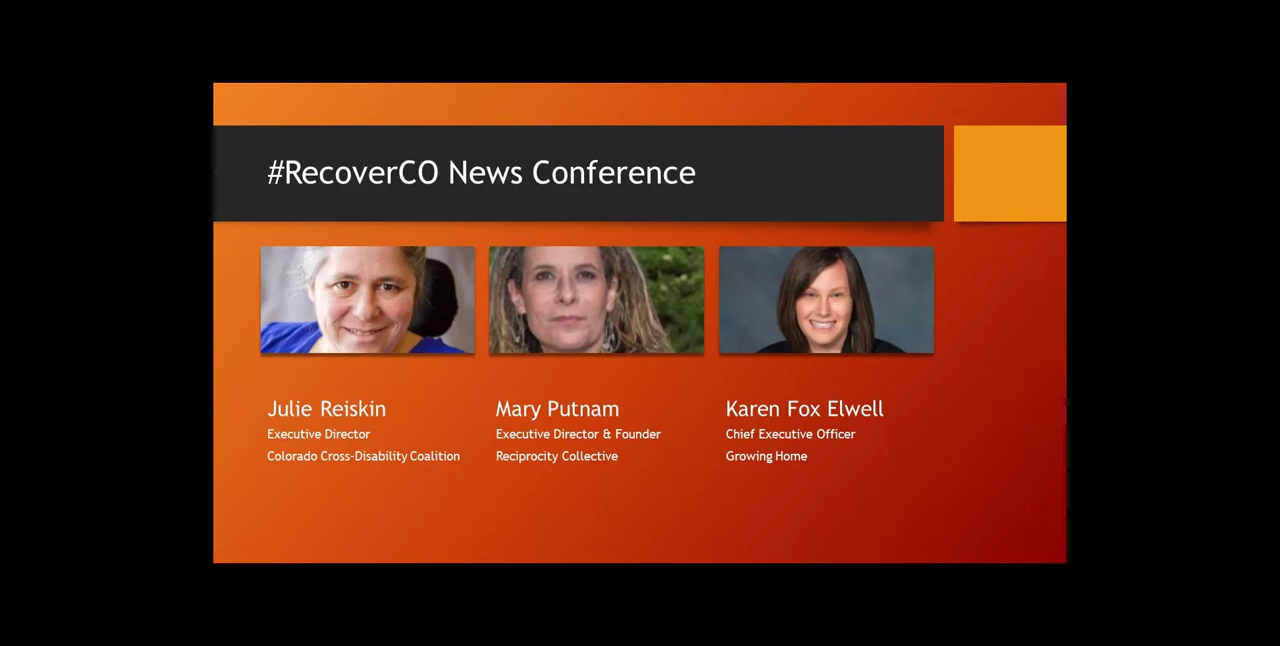 #RecoverCO News Conference
Julie Reiskin
Executive Director
Colorado Cross-Disability Coalition
Mary Putnam
Executive Director & Founder
Reciprocity Collective
Karen Fox Elwell
Chief Executive Officer
Growing Home